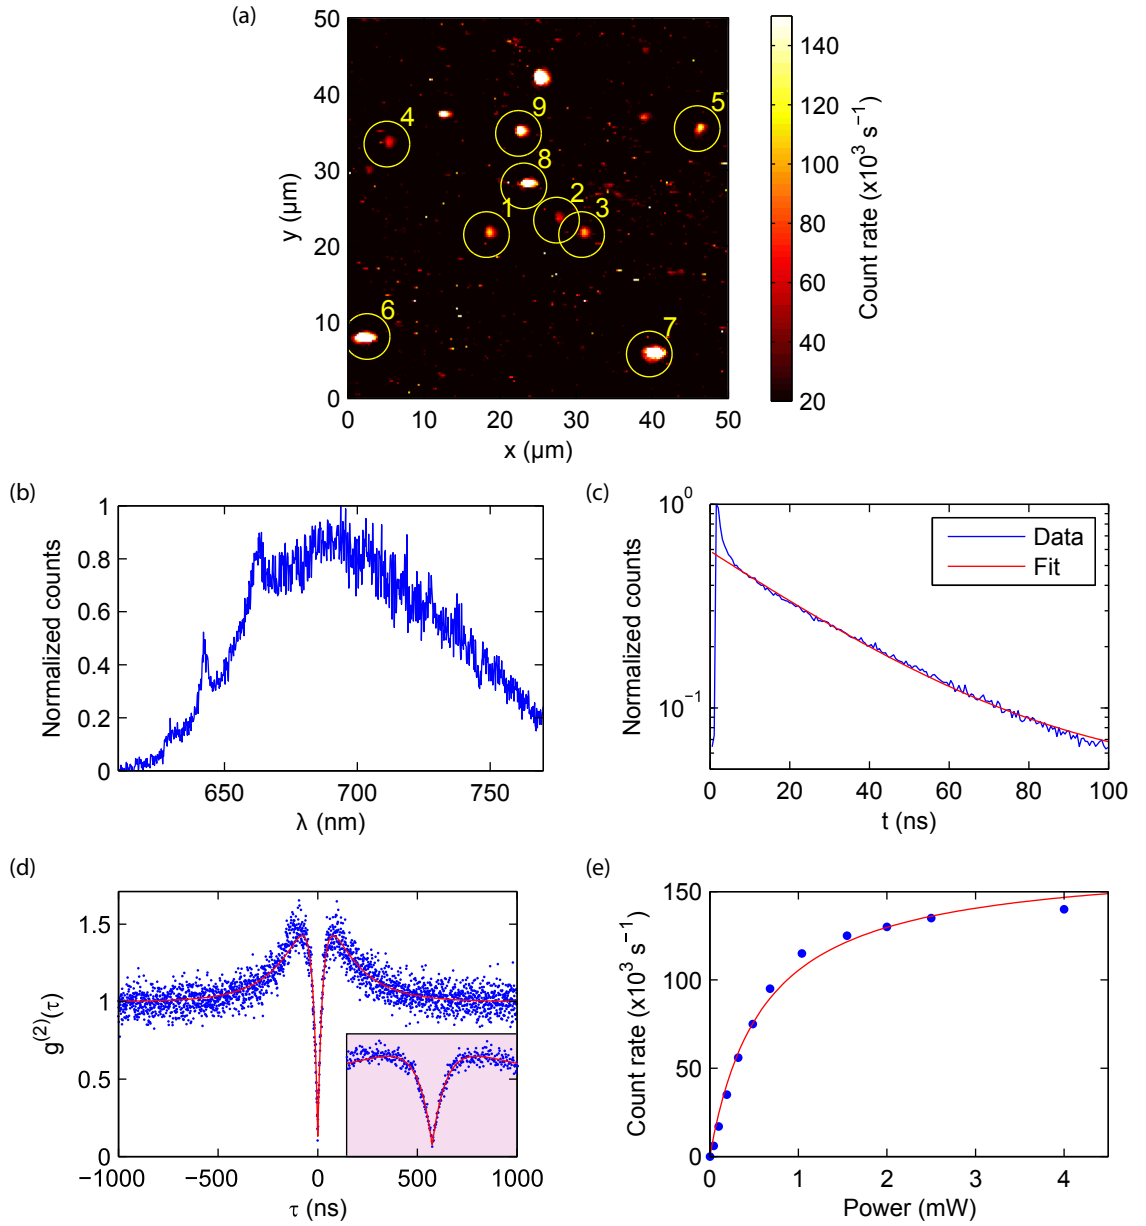 (a)
50
40
30
20
10
0
y (µm)
0 10 20 30 40 50
x (µm)
4
9
5
8
1
2
3
6
7
140
120
100
80
60
40
20
Count rate (x10³ s⁻¹)
(b)
1
0.8
0.6
0.4
0.2
0
Normalized counts
650 700 750
λ (nm)
(c)
10⁰
10⁻¹
Normalized counts
Data
Fit
0 20 40 60 80 100
t (ns)
(d)
1.5
1
0.5
0
g⁽²⁾(τ)
−1000 −500 0 500 1000
τ (ns)
(e)
150
100
50
0
Count rate (x10³ s⁻¹)
0 1 2 3 4
Power (mW)